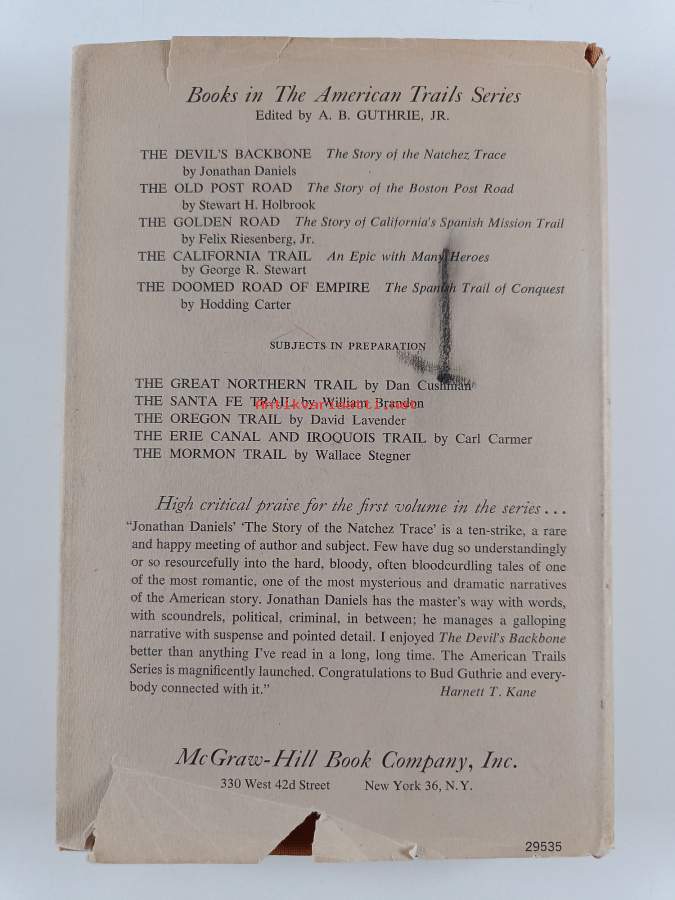 Books in The American Trails Series
Edited by A. B. GUTHRIE, JR.
THE DEVIL'S BACKBONE The Story of the Natchez Trace
by Jonathan Daniels
THE OLD POST ROAD The Story of the Boston Post Road
by Stewart H. Holbrook
THE GOLDEN ROAD The Story of California's Spanish Mission Trail
by Felix Riesenberg, Jr.
THE CALIFORNIA TRAIL An Epic with Many Heroes
by George R. Stewart
THE DOOMED ROAD OF EMPIRE The Spanish Trail of Conquest
by Hodding Carter
SUBJECTS IN PREPARATION
THE GREAT NORTHERN TRAIL by Dan Cushman
THE SANTA FE TRAIL by William Brandon
antikvariaatti.net
THE OREGON TRAIL by David Lavender
THE ERIE CANAL AND IROQUOIS TRAIL by Carl Carmer
THE MORMON TRAIL by Wallace Stegner
High critical praise for the first volume in the series...
"Jonathan Daniels' 'The Story of the Natchez Trace' is a ten-strike, a rare
and happy meeting of author and subject. Few have dug so understandingly
or so resourcefully into the hard, bloody, often bloodcurdling tales of one
of the most romantic, one of the most mysterious and dramatic narratives
of the American story. Jonathan Daniels has the master's way with words,
with scoundrels, political, criminal, in between; he manages a galloping
narrative with suspense and pointed detail. I enjoyed The Devil's Backbone
better than anything I've read in a long, long time. The American Trails
Series is magnificently launched. Congratulations to Bud Guthrie and every-
body connected with it." Harnett T. Kane
McGraw-Hill Book Company, Inc.
330 West 42d Street New York 36, N.Y.
29535